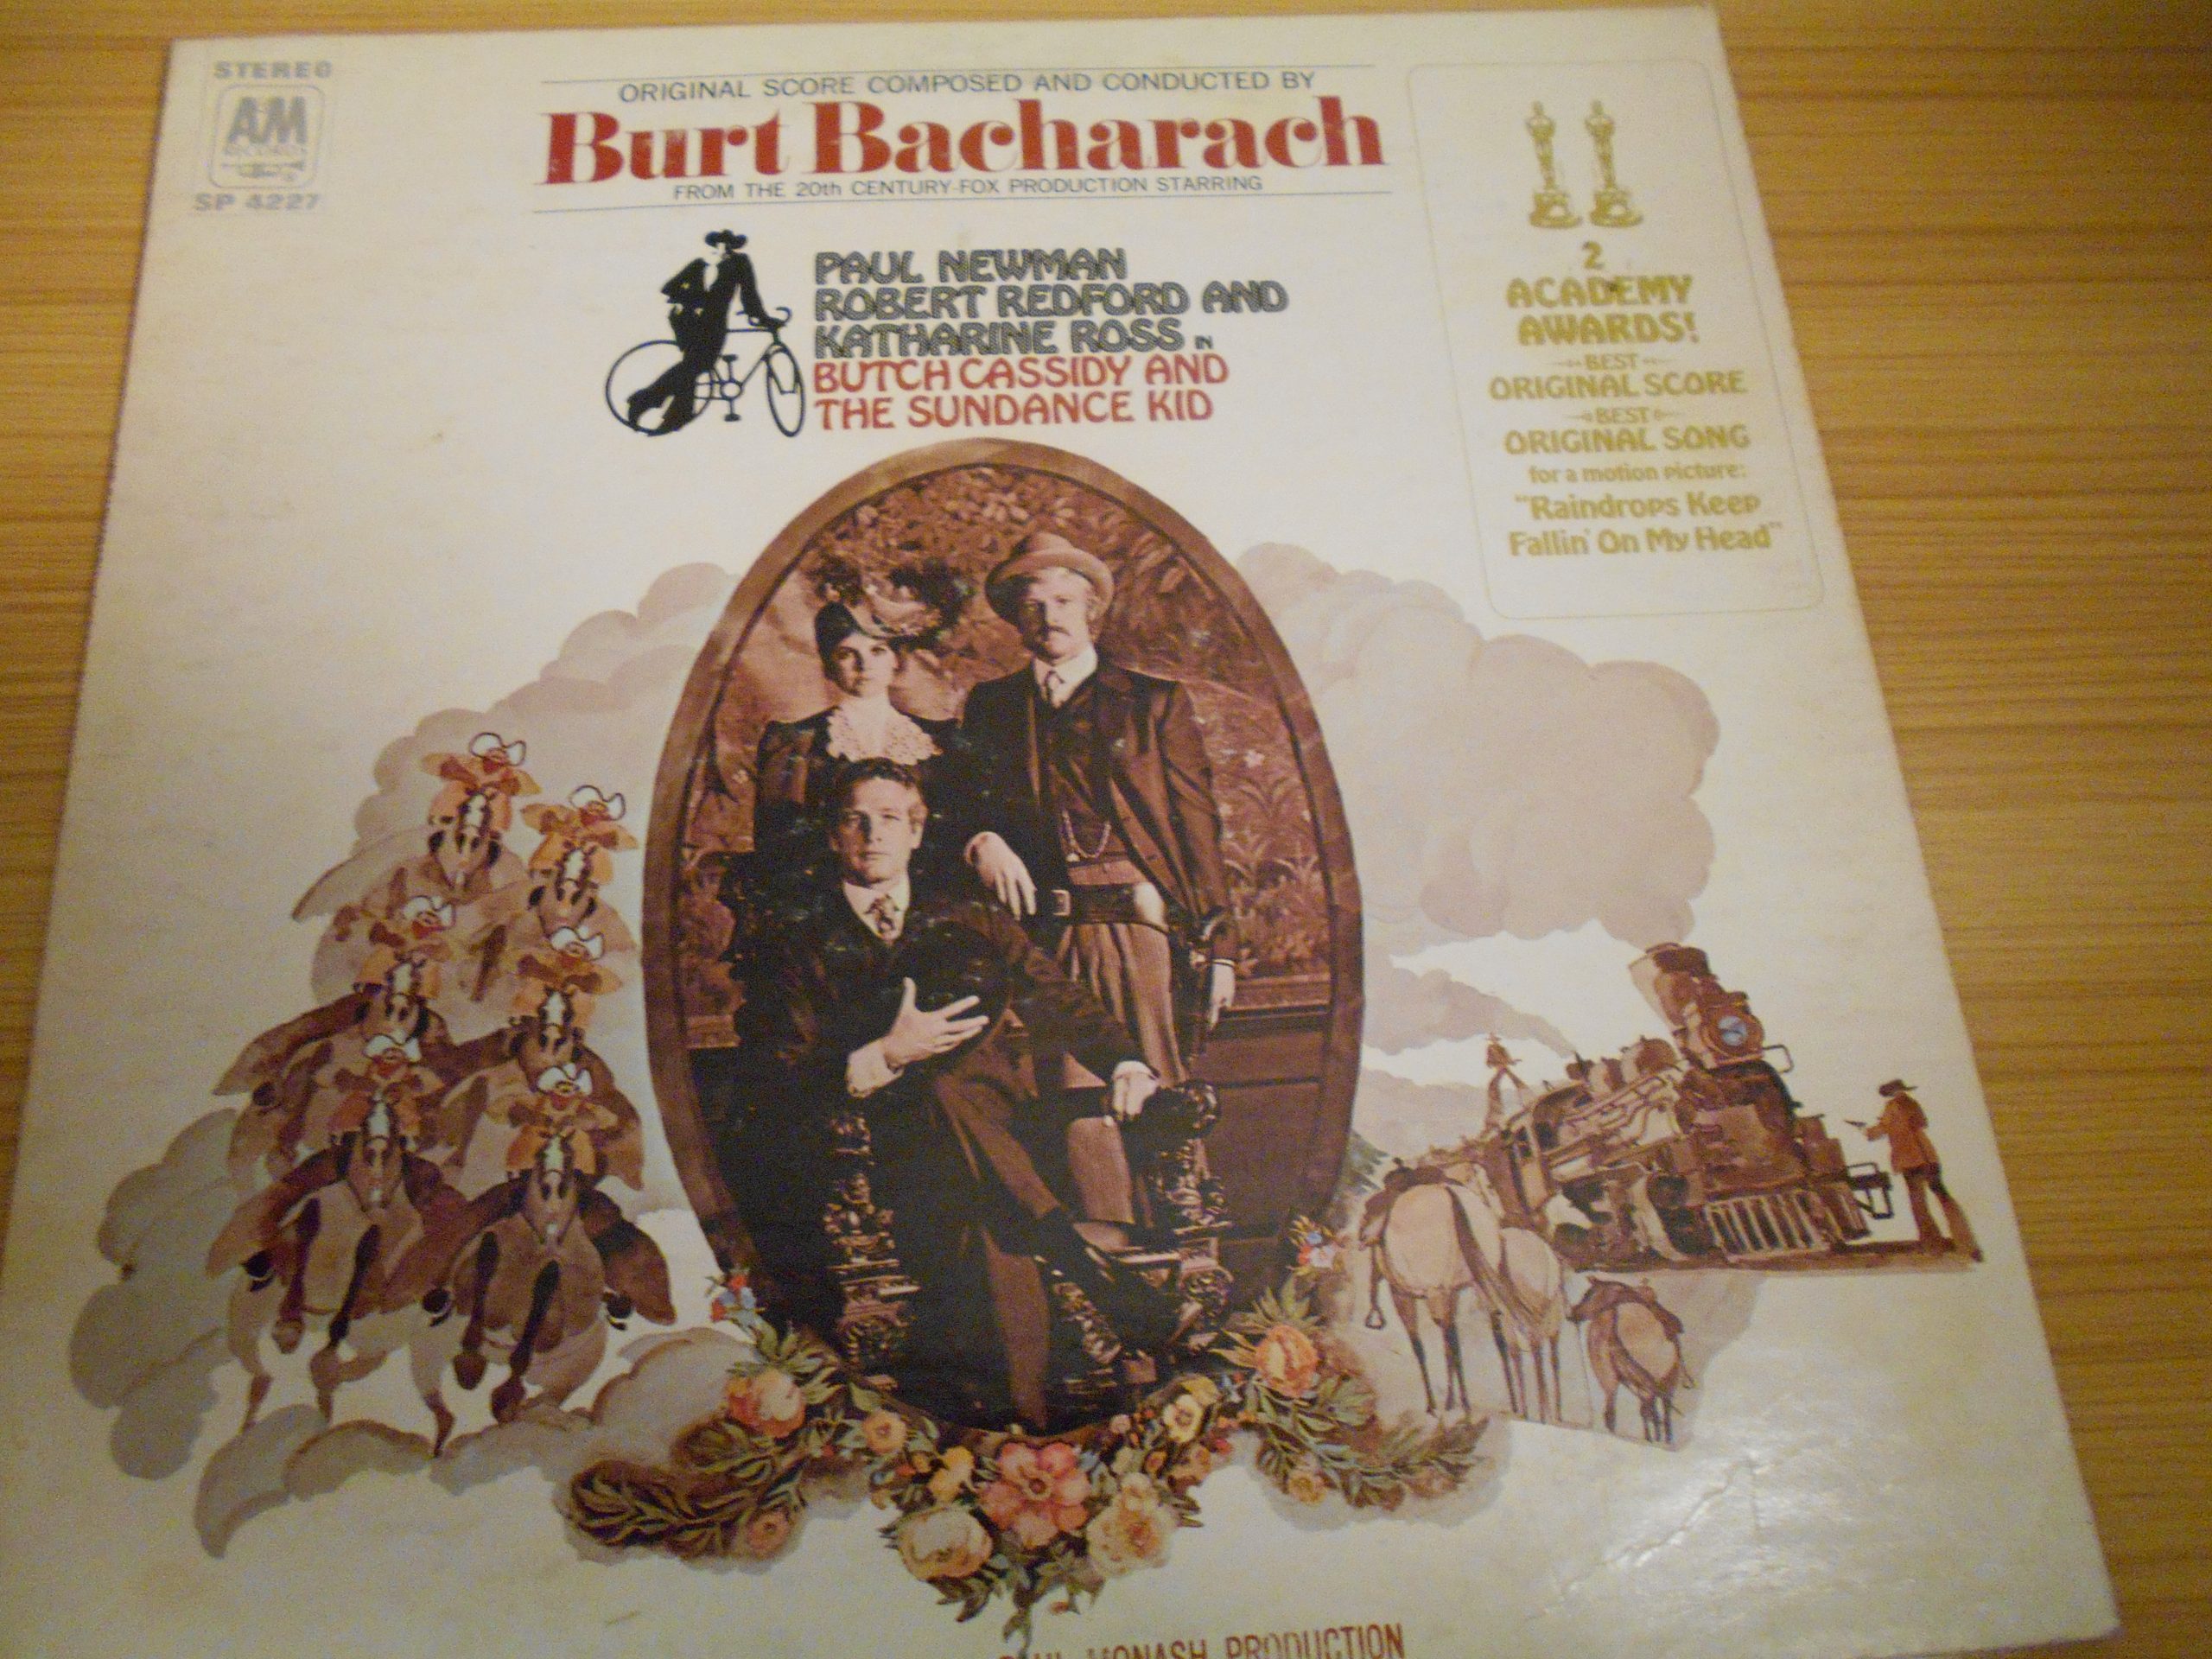 STEREO
A&M
RECORDS
SP 4227
ORIGINAL SCORE COMPOSED AND CONDUCTED BY
Burt Bacharach
FROM THE 20th CENTURY-FOX PRODUCTION STARRING
PAUL NEWMAN
ROBERT REDFORD AND
KATHARINE ROSS IN
BUTCH CASSIDY AND
THE SUNDANCE KID
2
ACADEMY
AWARDS!
BEST
ORIGINAL SCORE
BEST
ORIGINAL SONG
for a motion picture:
"Raindrops Keep
Fallin' On My Head"
MONASH PRODUCTION